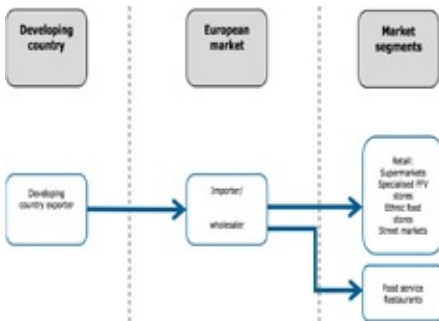 Developing
country
European
market
Market
segments
Developing
country exporter
Importer/
wholesaler
Retail:
Supermarkets
Specialised FFV
stores
Ethnic food
stores
Street markets
Food service
Restaurants